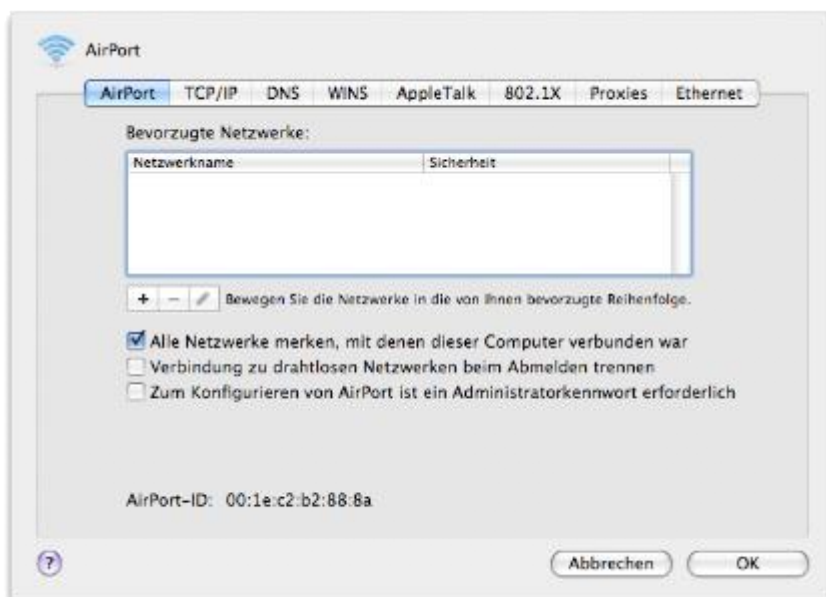 AirPort
AirPort TCP/IP DNS WINS AppleTalk 802.1X Proxies Ethernet
Bevorzugte Netzwerke:
Netzwerkname Sicherheit
+ − Bewegen Sie die Netzwerke in die von Ihnen bevorzugte Reihenfolge.
Alle Netzwerke merken, mit denen dieser Computer verbunden war
Verbindung zu drahtlosen Netzwerken beim Abmelden trennen
Zum Konfigurieren von AirPort ist ein Administratorkennwort erforderlich
AirPort-ID: 00:1e:c2:b2:88:8a
? Abbrechen OK